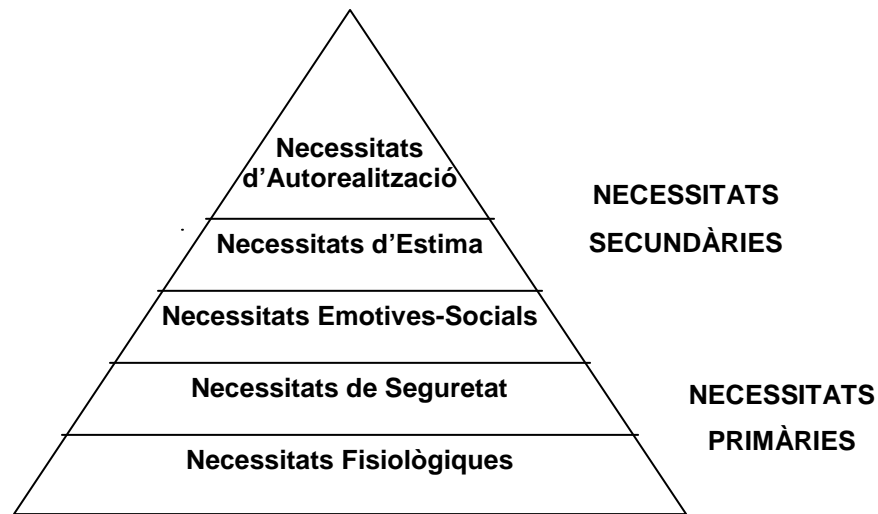 Necessitats
d’Autorealització
NECESSITATS
SECUNDÀRIES
Necessitats d’Estima
Necessitats Emotives-Socials
Necessitats de Seguretat
NECESSITATS
PRIMÀRIES
Necessitats Fisiològiques